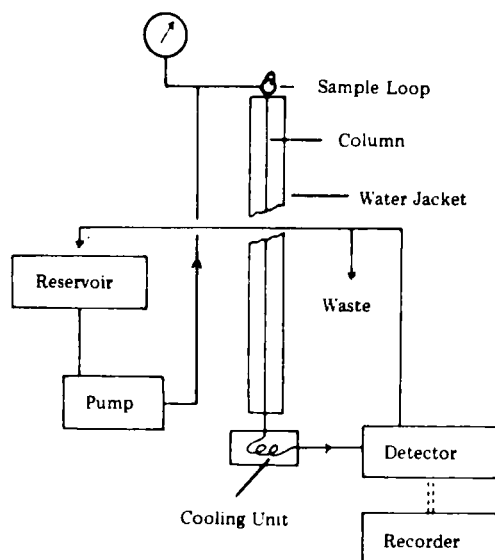 Sample Loop
Column
Water Jacket
Reservoir
Waste
Pump
Detector
Cooling Unit
Recorder